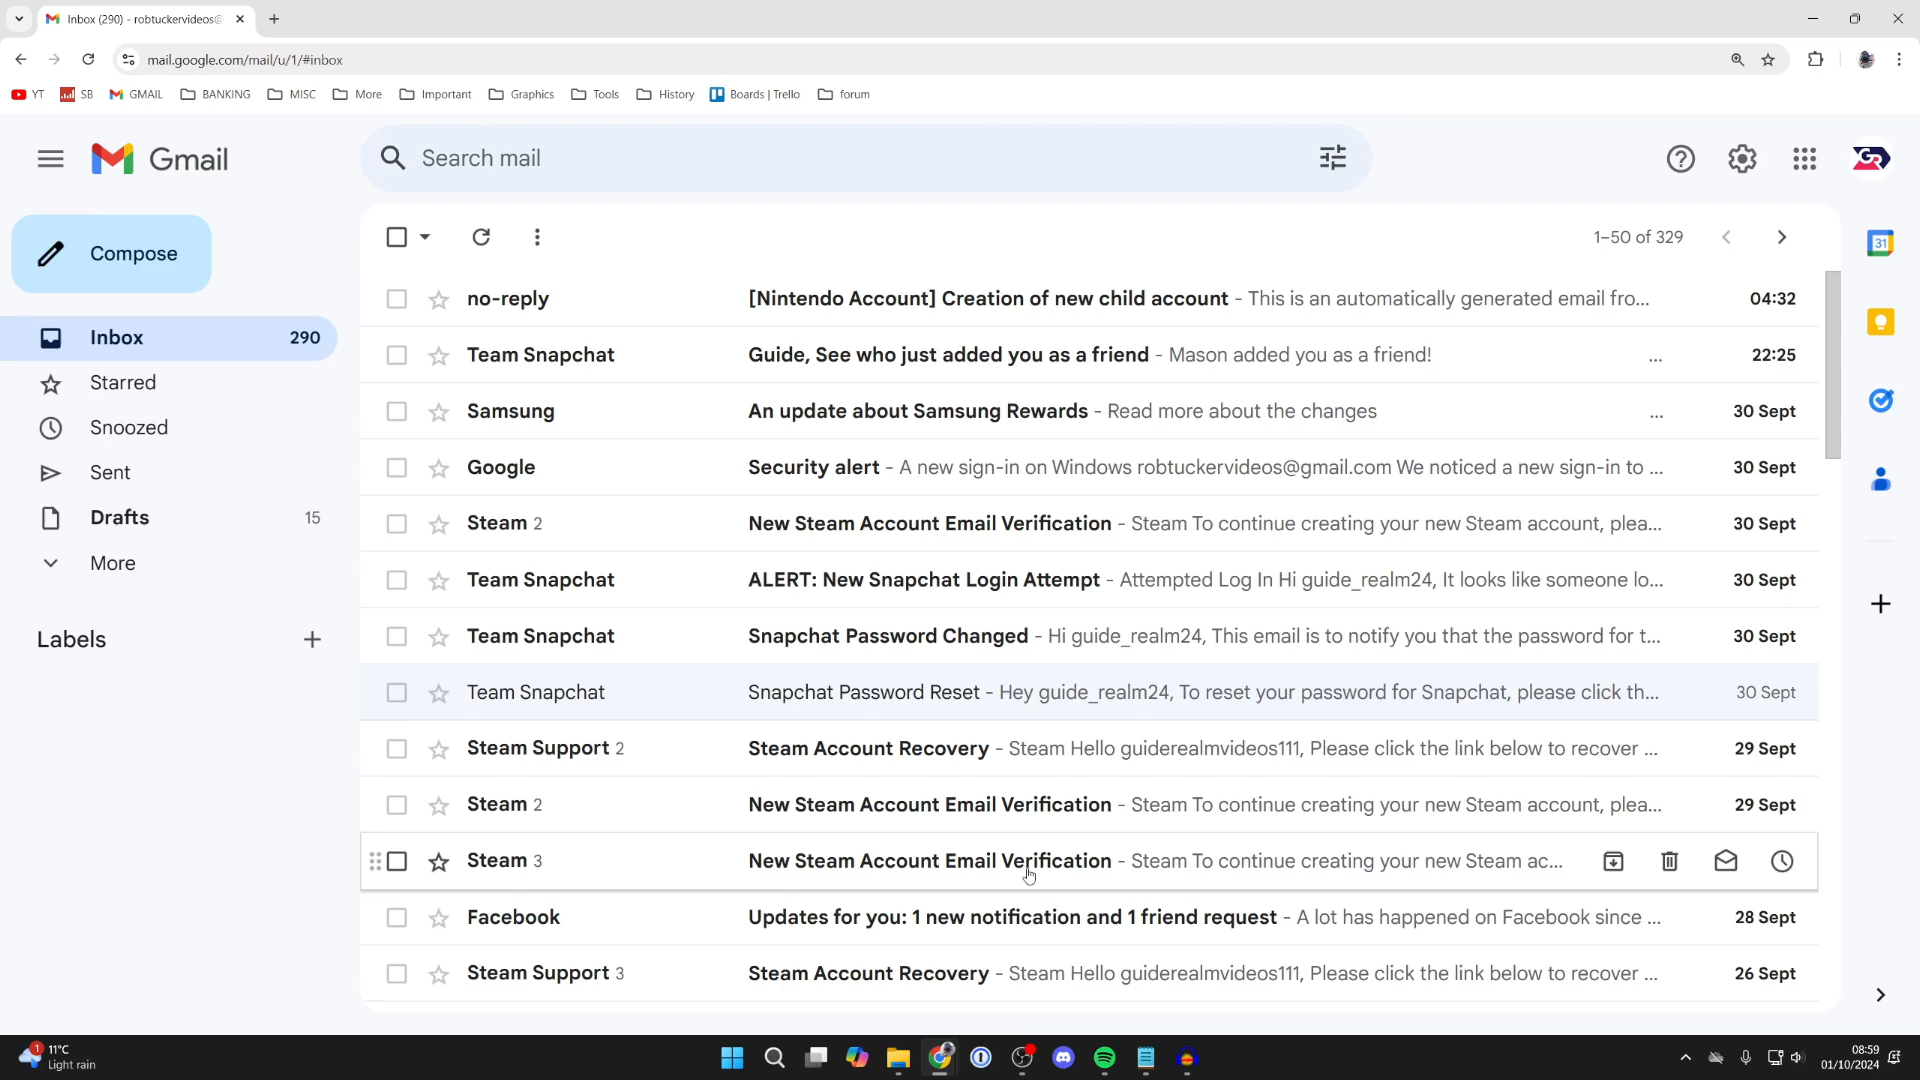 Inbox (290) - robtuckervideos@
mail.google.com/mail/u/1/#inbox
YT SB GMAIL BANKING MISC More Important Graphics Tools History Boards | Trello forum
Gmail
Search mail
Compose
1–50 of 329
Inbox 290
Starred
Snoozed
Sent
Drafts 15
More
Labels
31
no-reply [Nintendo Account] Creation of new child account - This is an automatically generated email fro... 04:32
Team Snapchat Guide, See who just added you as a friend - Mason added you as a friend! ... 22:25
Samsung An update about Samsung Rewards - Read more about the changes ... 30 Sept
Google Security alert - A new sign-in on Windows robtuckervideos@gmail.com We noticed a new sign-in to ... 30 Sept
Steam 2 New Steam Account Email Verification - Steam To continue creating your new Steam account, plea... 30 Sept
Team Snapchat ALERT: New Snapchat Login Attempt - Attempted Log In Hi guide_realm24, It looks like someone lo... 30 Sept
Team Snapchat Snapchat Password Changed - Hi guide_realm24, This email is to notify you that the password for t... 30 Sept
Team Snapchat Snapchat Password Reset - Hey guide_realm24, To reset your password for Snapchat, please click th... 30 Sept
Steam Support 2 Steam Account Recovery - Steam Hello guiderealmvideos111, Please click the link below to recover ... 29 Sept
Steam 2 New Steam Account Email Verification - Steam To continue creating your new Steam account, plea... 29 Sept
Steam 3 New Steam Account Email Verification - Steam To continue creating your new Steam ac...
Facebook Updates for you: 1 new notification and 1 friend request - A lot has happened on Facebook since ... 28 Sept
Steam Support 3 Steam Account Recovery - Steam Hello guiderealmvideos111, Please click the link below to recover ... 26 Sept
1
11°C
Light rain
08:59
01/10/2024